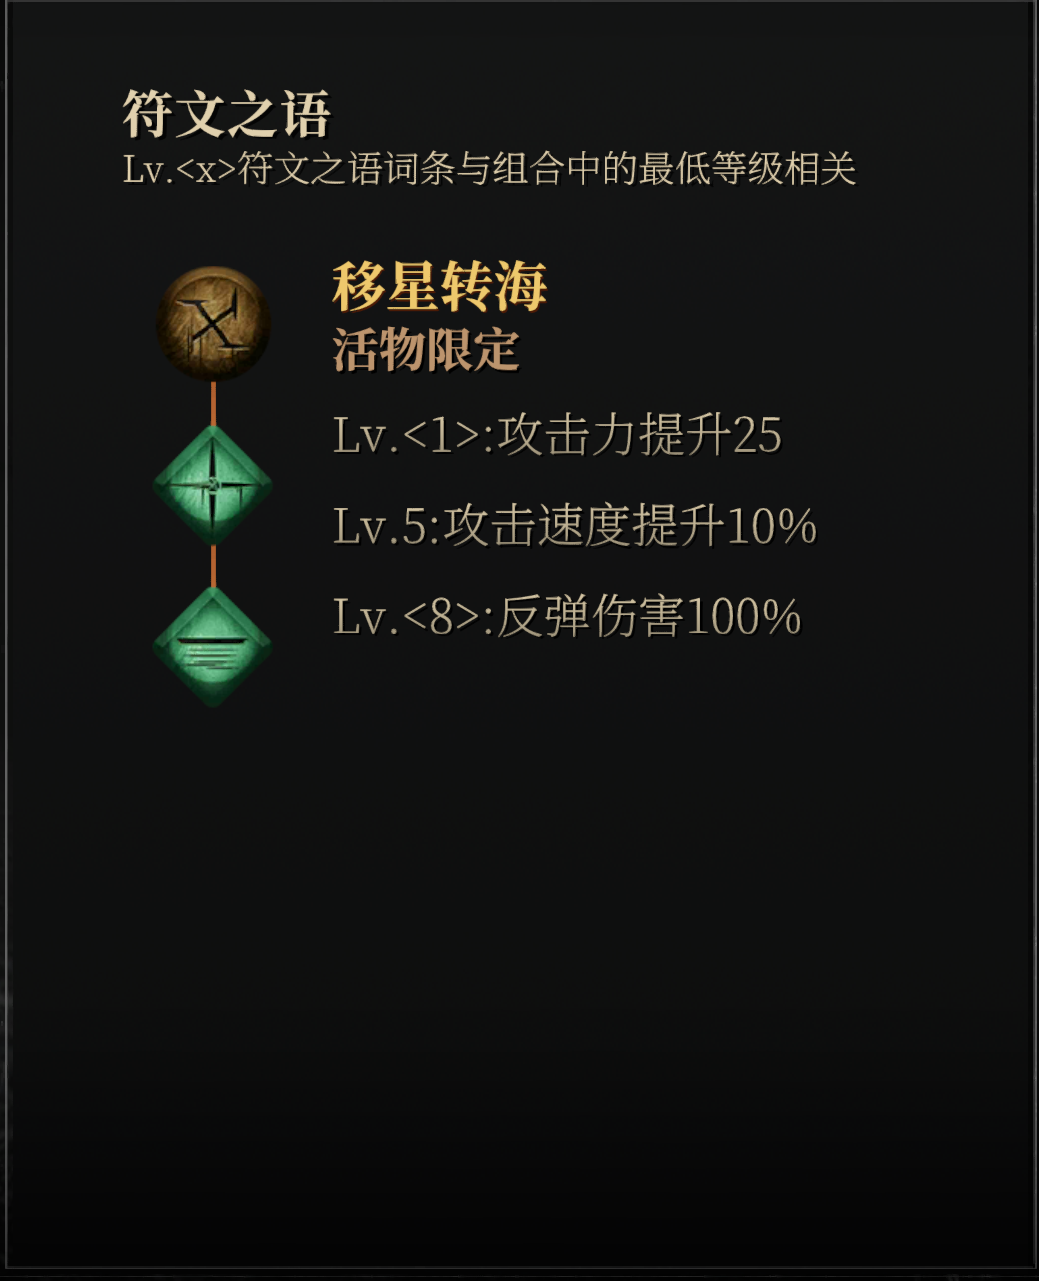 符文之语
Lv.<x>符文之语词条与组合中的最低等级相关
移星转海
活物限定
Lv.<1>:攻击力提升25
Lv.5:攻击速度提升10%
Lv.<8>:反弹伤害100%